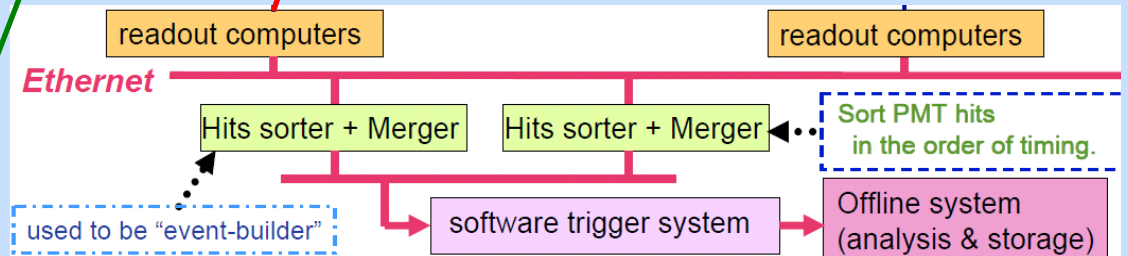 readout computers
readout computers
Ethernet
Hits sorter + Merger
Hits sorter + Merger
Sort PMT hits
in the order of timing.
used to be “event-builder”
software trigger system
Offline system
(analysis & storage)